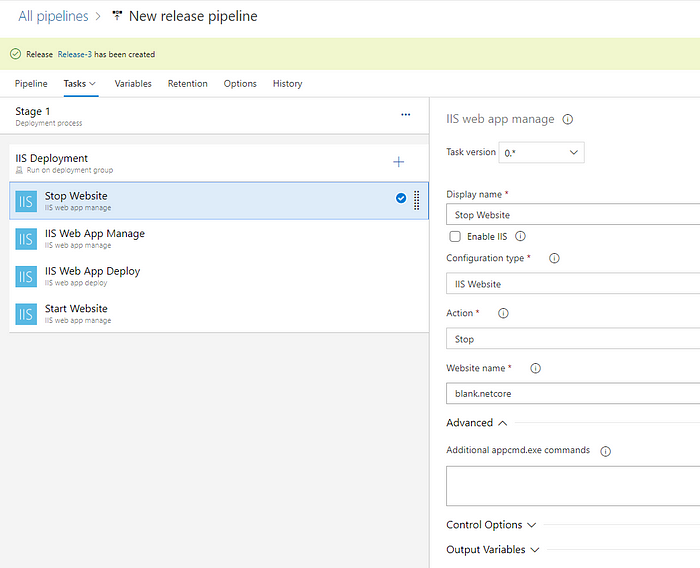 All pipelines > New release pipeline
Release Release-3 has been created
Pipeline Tasks Variables Retention Options History
Stage 1
Deployment process
...
IIS Deployment
Run on deployment group
IIS Stop Website
IIS web app manage
IIS IIS Web App Manage
IIS web app manage
IIS IIS Web App Deploy
IIS web app deploy
IIS Start Website
IIS web app manage
IIS web app manage
Task version 0.*
Display name *
Stop Website
Enable IIS
Configuration type *
IIS Website
Action *
Stop
Website name *
blank.netcore
Advanced
Additional appcmd.exe commands
Control Options
Output Variables